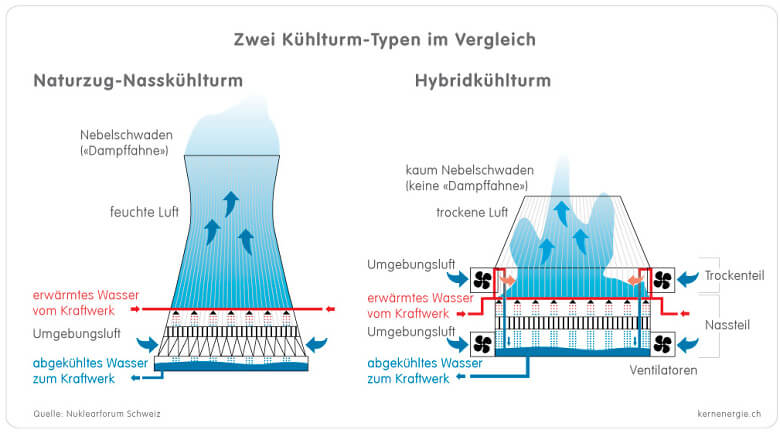 Zwei Kühlturm-Typen im Vergleich
Naturzug-Nasskühlturm
Nebelschwaden
(«Dampffahne»)
feuchte Luft
erwärmtes Wasser
vom Kraftwerk
Umgebungsluft
abgekühltes Wasser
zum Kraftwerk
Hybridkühlturm
kaum Nebelschwaden
(keine «Dampffahne»)
trockene Luft
Umgebungsluft
Trockenteil
erwärmtes Wasser
vom Kraftwerk
Nassteil
Umgebungsluft
abgekühltes Wasser
zum Kraftwerk
Ventilatoren
Quelle: Nuklearforum Schweiz
kernenergie.ch